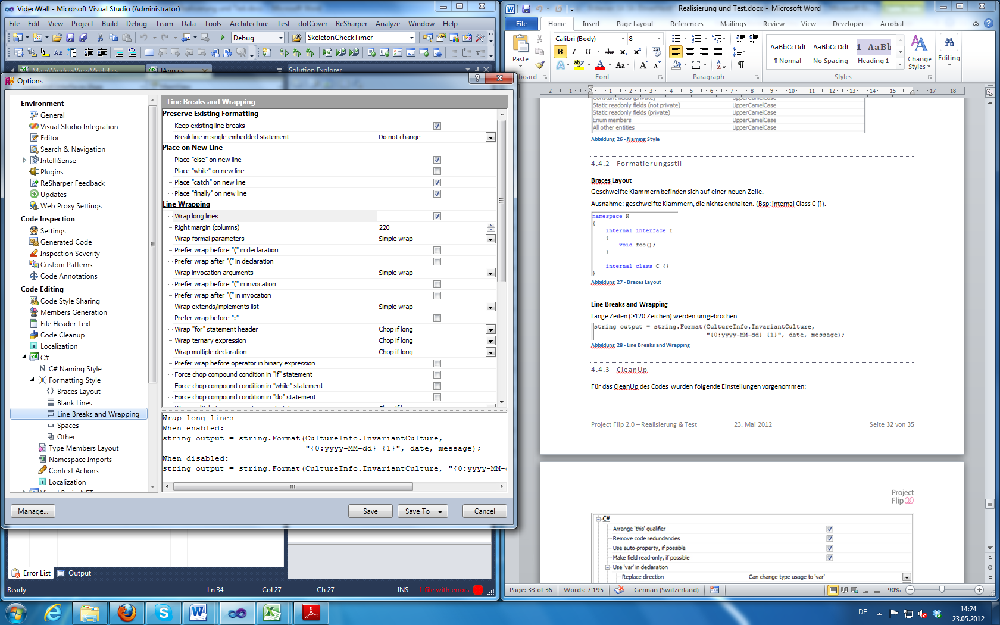 VideoWall - Microsoft Visual Studio (Administrator)
File Edit View Project Build Debug Team Data Tools Architecture Test dotCover ReSharper Analyze Window Help
Debug
SkeletonCheckTimer
MainWindowViewModel.cs
IApp.cs
Solution Explorer
Options
Environment
General
Visual Studio Integration
Editor
Search & Navigation
IntelliSense
Plugins
ReSharper Feedback
Updates
Web Proxy Settings
Code Inspection
Settings
Generated Code
Inspection Severity
Custom Patterns
Code Annotations
Code Editing
Code Style Sharing
Members Generation
File Header Text
Code Cleanup
Localization
C#
C# Naming Style
Formatting Style
Braces Layout
Blank Lines
Line Breaks and Wrapping
Spaces
Other
Type Members Layout
Namespace Imports
Context Actions
Localization
Line Breaks and Wrapping
Preserve Existing Formatting
Keep existing line breaks
Break line in single embedded statement Do not change
Place on New Line
Place "else" on new line
Place "while" on new line
Place "catch" on new line
Place "finally" on new line
Line Wrapping
Wrap long lines
Right margin (columns) 220
Wrap formal parameters Simple wrap
Prefer wrap before "(" in declaration
Prefer wrap after "(" in declaration
Wrap invocation arguments Simple wrap
Prefer wrap before "(" in invocation
Prefer wrap after "(" in invocation
Wrap extends/implements list Simple wrap
Prefer wrap before ":"
Wrap "for" statement header Chop if long
Wrap ternary expression Chop if long
Wrap multiple declaration Chop if long
Prefer wrap before operator in binary expression
Force chop compound condition in "if" statement
Force chop compound condition in "while" statement
Force chop compound condition in "do" statement
Wrap long lines
When enabled:
string output = string.Format(CultureInfo.InvariantCulture,
"{0:yyyy-MM-dd} {1}", date, message);
When disabled:
string output = string.Format(CultureInfo.InvariantCulture, "{0:yyyy-MM-d
Manage...
Save
Save To
Cancel
Error List
Output
Ready
Ln 34
Col 27
Ch 27
INS
1 file with errors
Realisierung und Test.docx - Microsoft Word
File Home Insert Page Layout References Mailings Review View Developer Acrobat
Paste
Calibri (Body)
8
AaBbCcDdE AaBbCcDdE 1 AaBb
¶ Normal No Spacing Heading 1
Change Styles
Editing
board Font Paragraph Styles
Constant fields (private) UpperCamelCase
Static readonly fields (not private) UpperCamelCase
Static readonly fields (private) UpperCamelCase
Enum members UpperCamelCase
All other entities UpperCamelCase
Abbildung 26 - Naming Style
4.4.2 Formatierungsstil
Braces Layout
Geschweifte Klammern befinden sich auf einer neuen Zeile.
Ausnahme: geschweifte Klammern, die nichts enthalten. (Bsp: internal Class C {}).
namespace N
{
internal interface I
{
void foo();
}
internal class C {}
}
Abbildung 27 - Braces Layout
Line Breaks and Wrapping
Lange Zeilen (>120 Zeichen) werden umgebrochen.
string output = string.Format(CultureInfo.InvariantCulture,
"{0:yyyy-MM-dd} {1}", date, message);
Abbildung 28 - Line Breaks and Wrapping
4.4.3 CleanUp
Für das CleanUp des Codes wurden folgende Einstellungen vorgenommen:
Project Flip 2.0 – Realisierung & Test 23. Mai 2012 Seite 32 von 35
Project
Flip 2.0
C#
Arrange 'this' qualifier
Remove code redundancies
Use auto-property, if possible
Make field read-only, if possible
Use 'var' in declaration
Replace direction Can change type usage to 'var'
Page: 33 of 36
Words: 7'195
German (Switzerland)
90%
DE
14:24
23.05.2012